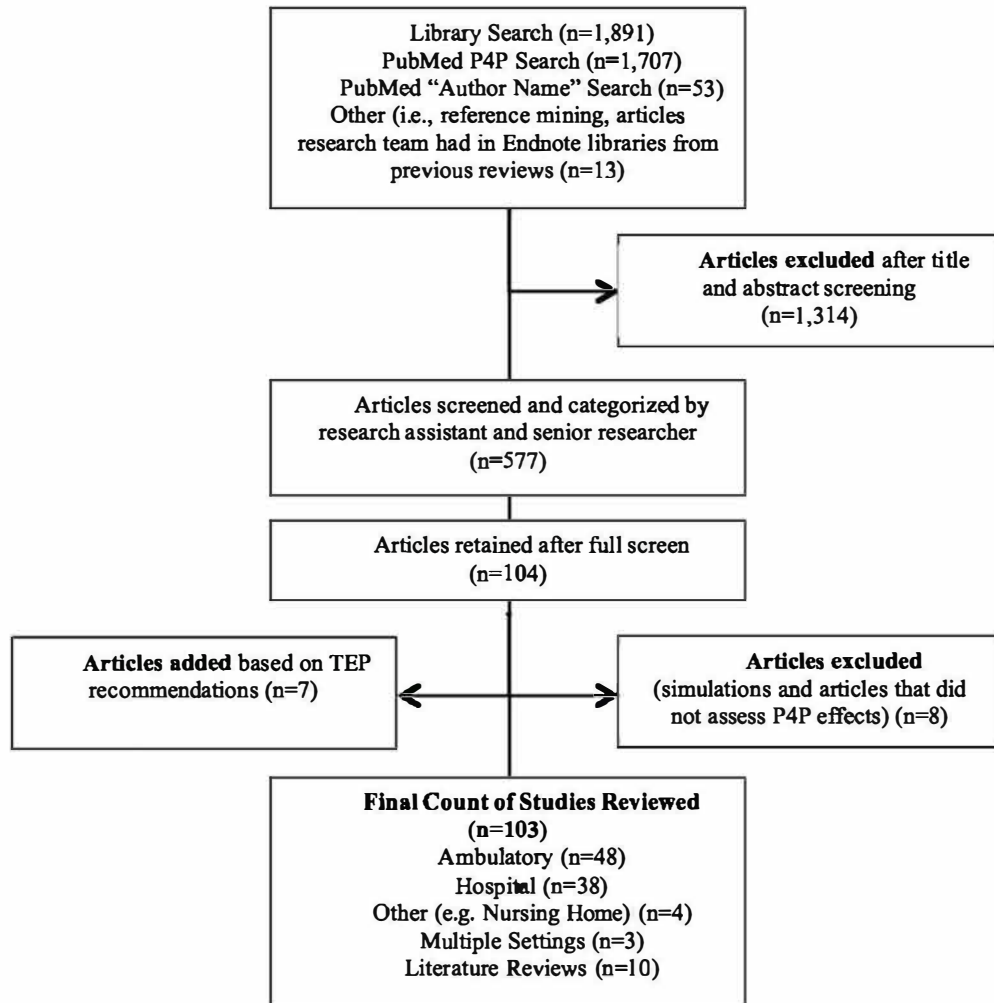 Library Search (n=1,891)
PubMed P4P Search (n=1,707)
PubMed “Author Name” Search (n=53)
Other (i.e., reference mining, articles
research team had in Endnote libraries from
previous reviews (n=13)
Articles excluded after title
and abstract screening
(n=1,314)
Articles screened and categorized by
research assistant and senior researcher
(n=577)
Articles retained after full screen
(n=104)
Articles added based on TEP
recommendations (n=7)
Articles excluded
(simulations and articles that did
not assess P4P effects) (n=8)
Final Count of Studies Reviewed
(n=103)
Ambulatory (n=48)
Hospital (n=38)
Other (e.g. Nursing Home) (n=4)
Multiple Settings (n=3)
Literature Reviews (n=10)